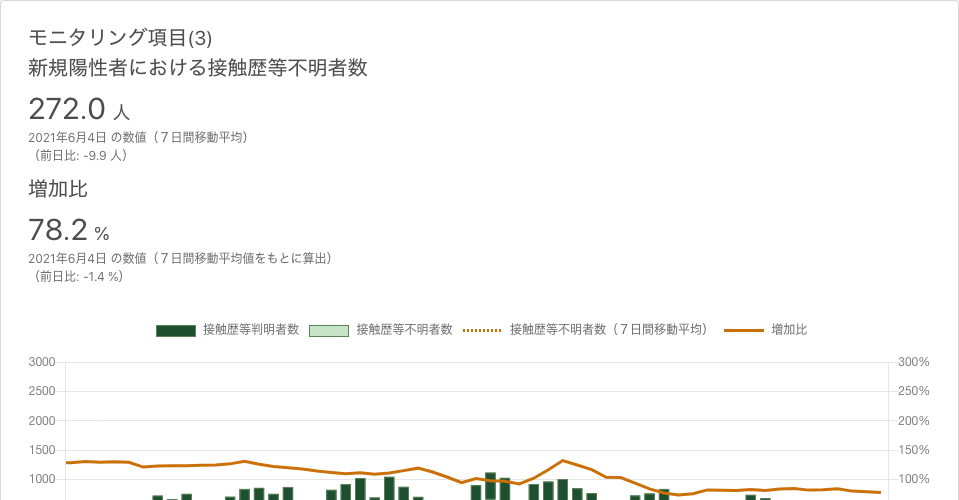 モニタリング項目(3)
新規陽性者における接触歴等不明者数
272.0 人
2021年6月4日 の数値（７日間移動平均）
（前日比: -9.9 人）
増加比
78.2 %
2021年6月4日 の数値（７日間移動平均値をもとに算出）
（前日比: -1.4 %）
接触歴等判明者数 接触歴等不明者数 接触歴等不明者数（７日間移動平均） 増加比
3000 300%
2500 250%
2000 200%
1500 150%
1000 100%